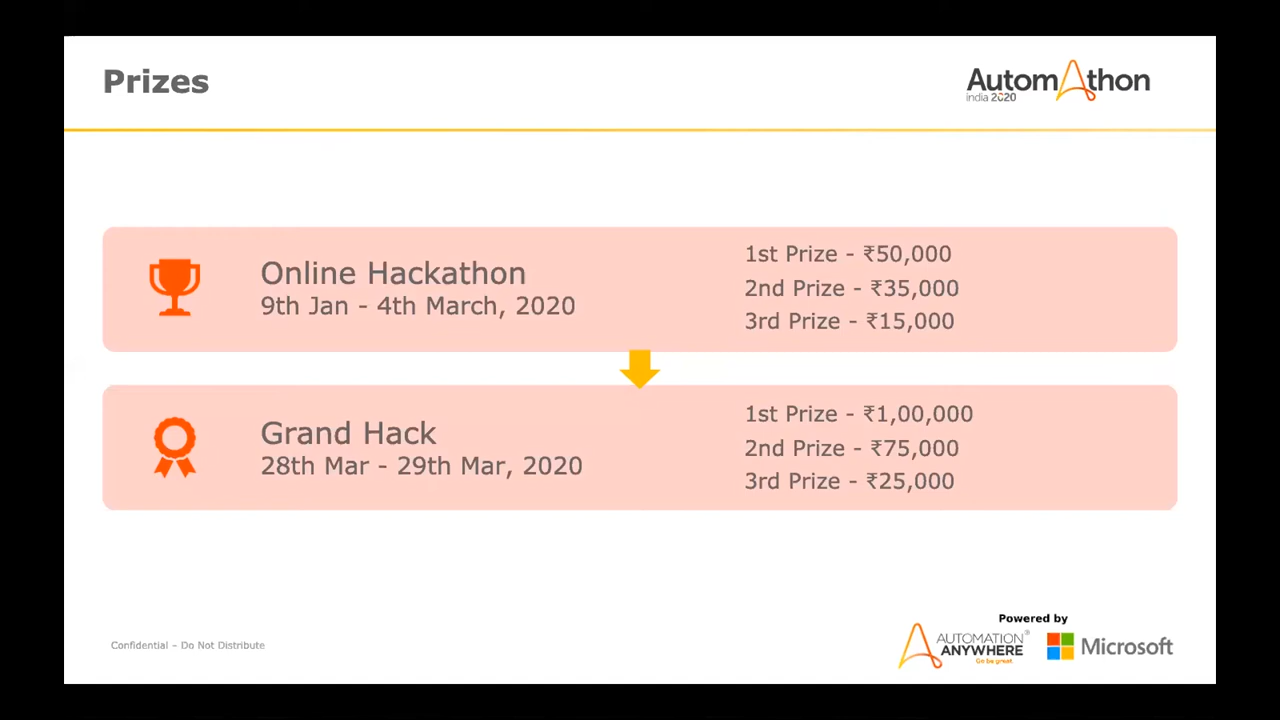 Prizes
AutomAthon
india 2020
Online Hackathon
9th Jan - 4th March, 2020
1st Prize - ₹50,000
2nd Prize - ₹35,000
3rd Prize - ₹15,000
Grand Hack
28th Mar - 29th Mar, 2020
1st Prize - ₹1,00,000
2nd Prize - ₹75,000
3rd Prize - ₹25,000
Confidential – Do Not Distribute
Powered by
AUTOMATION®
ANYWHERE
Go be great.
Microsoft